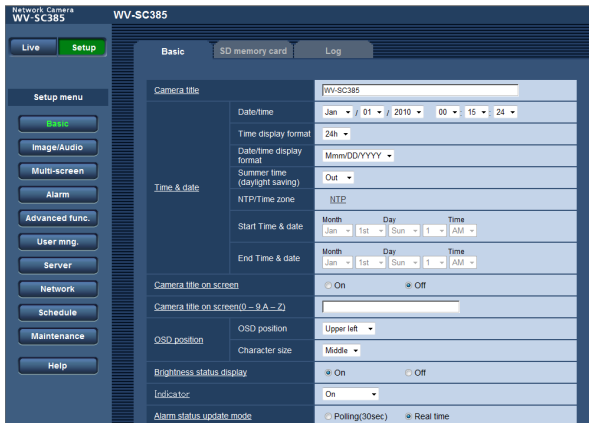 Network Camera
WV-SC385
WV-SC385
Live Setup
Basic SD memory card Log
Setup menu
Basic
Image/Audio
Multi-screen
Alarm
Advanced func.
User mng.
Server
Network
Schedule
Maintenance
Help
Camera title WV-SC385
Time & date
Date/time Jan / 01 / 2010 00 : 15 : 24
Time display format 24h
Date/time display
format Mmm/DD/YYYY
Summer time
(daylight saving) Out
NTP/Time zone NTP
Start Time & date
Month Day Time
Jan 1st Sun 1 AM
End Time & date
Month Day Time
Jan 1st Sun 1 AM
Camera title on screen On Off
Camera title on screen(0 – 9,A – Z)
OSD position
OSD position Upper left
Character size Middle
Brightness status display On Off
Indicator On
Alarm status update
mode Polling(30sec) Real time